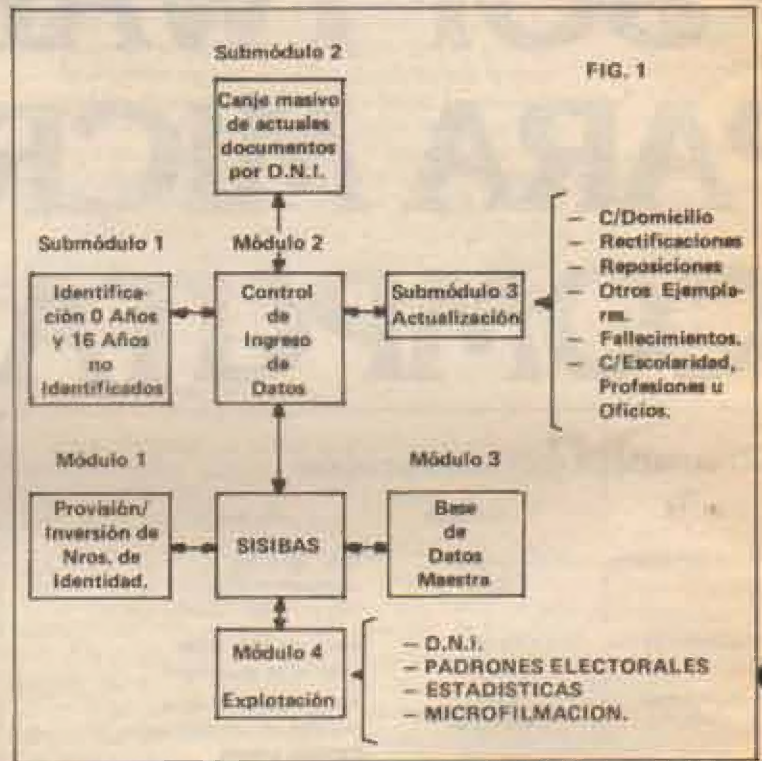 Submódulo 2
FIG. 1
Canje masivo
de actuales
documentos
por D.N.I.
Submódulo 1
Módulo 2
Identifica-
ción 0 Años
y 16 Años
no
Identificados
Control
de
Ingreso
de
Datos
Submódulo 3
Actualización
– C/Domicilio
– Rectificaciones
– Reposiciones
– Otros Ejempla-
res.
– Fallecimientos.
– C/Escolaridad,
Profesiones u
Oficios.
Módulo 1
Módulo 3
Provisión/
Inversión de
Nros. de
Identidad.
SISIBAS
Base
de
Datos
Maestra
Módulo 4
Explotación
– D.N.I.
– PADRONES ELECTORALES
– ESTADISTICAS
– MICROFILMACION.